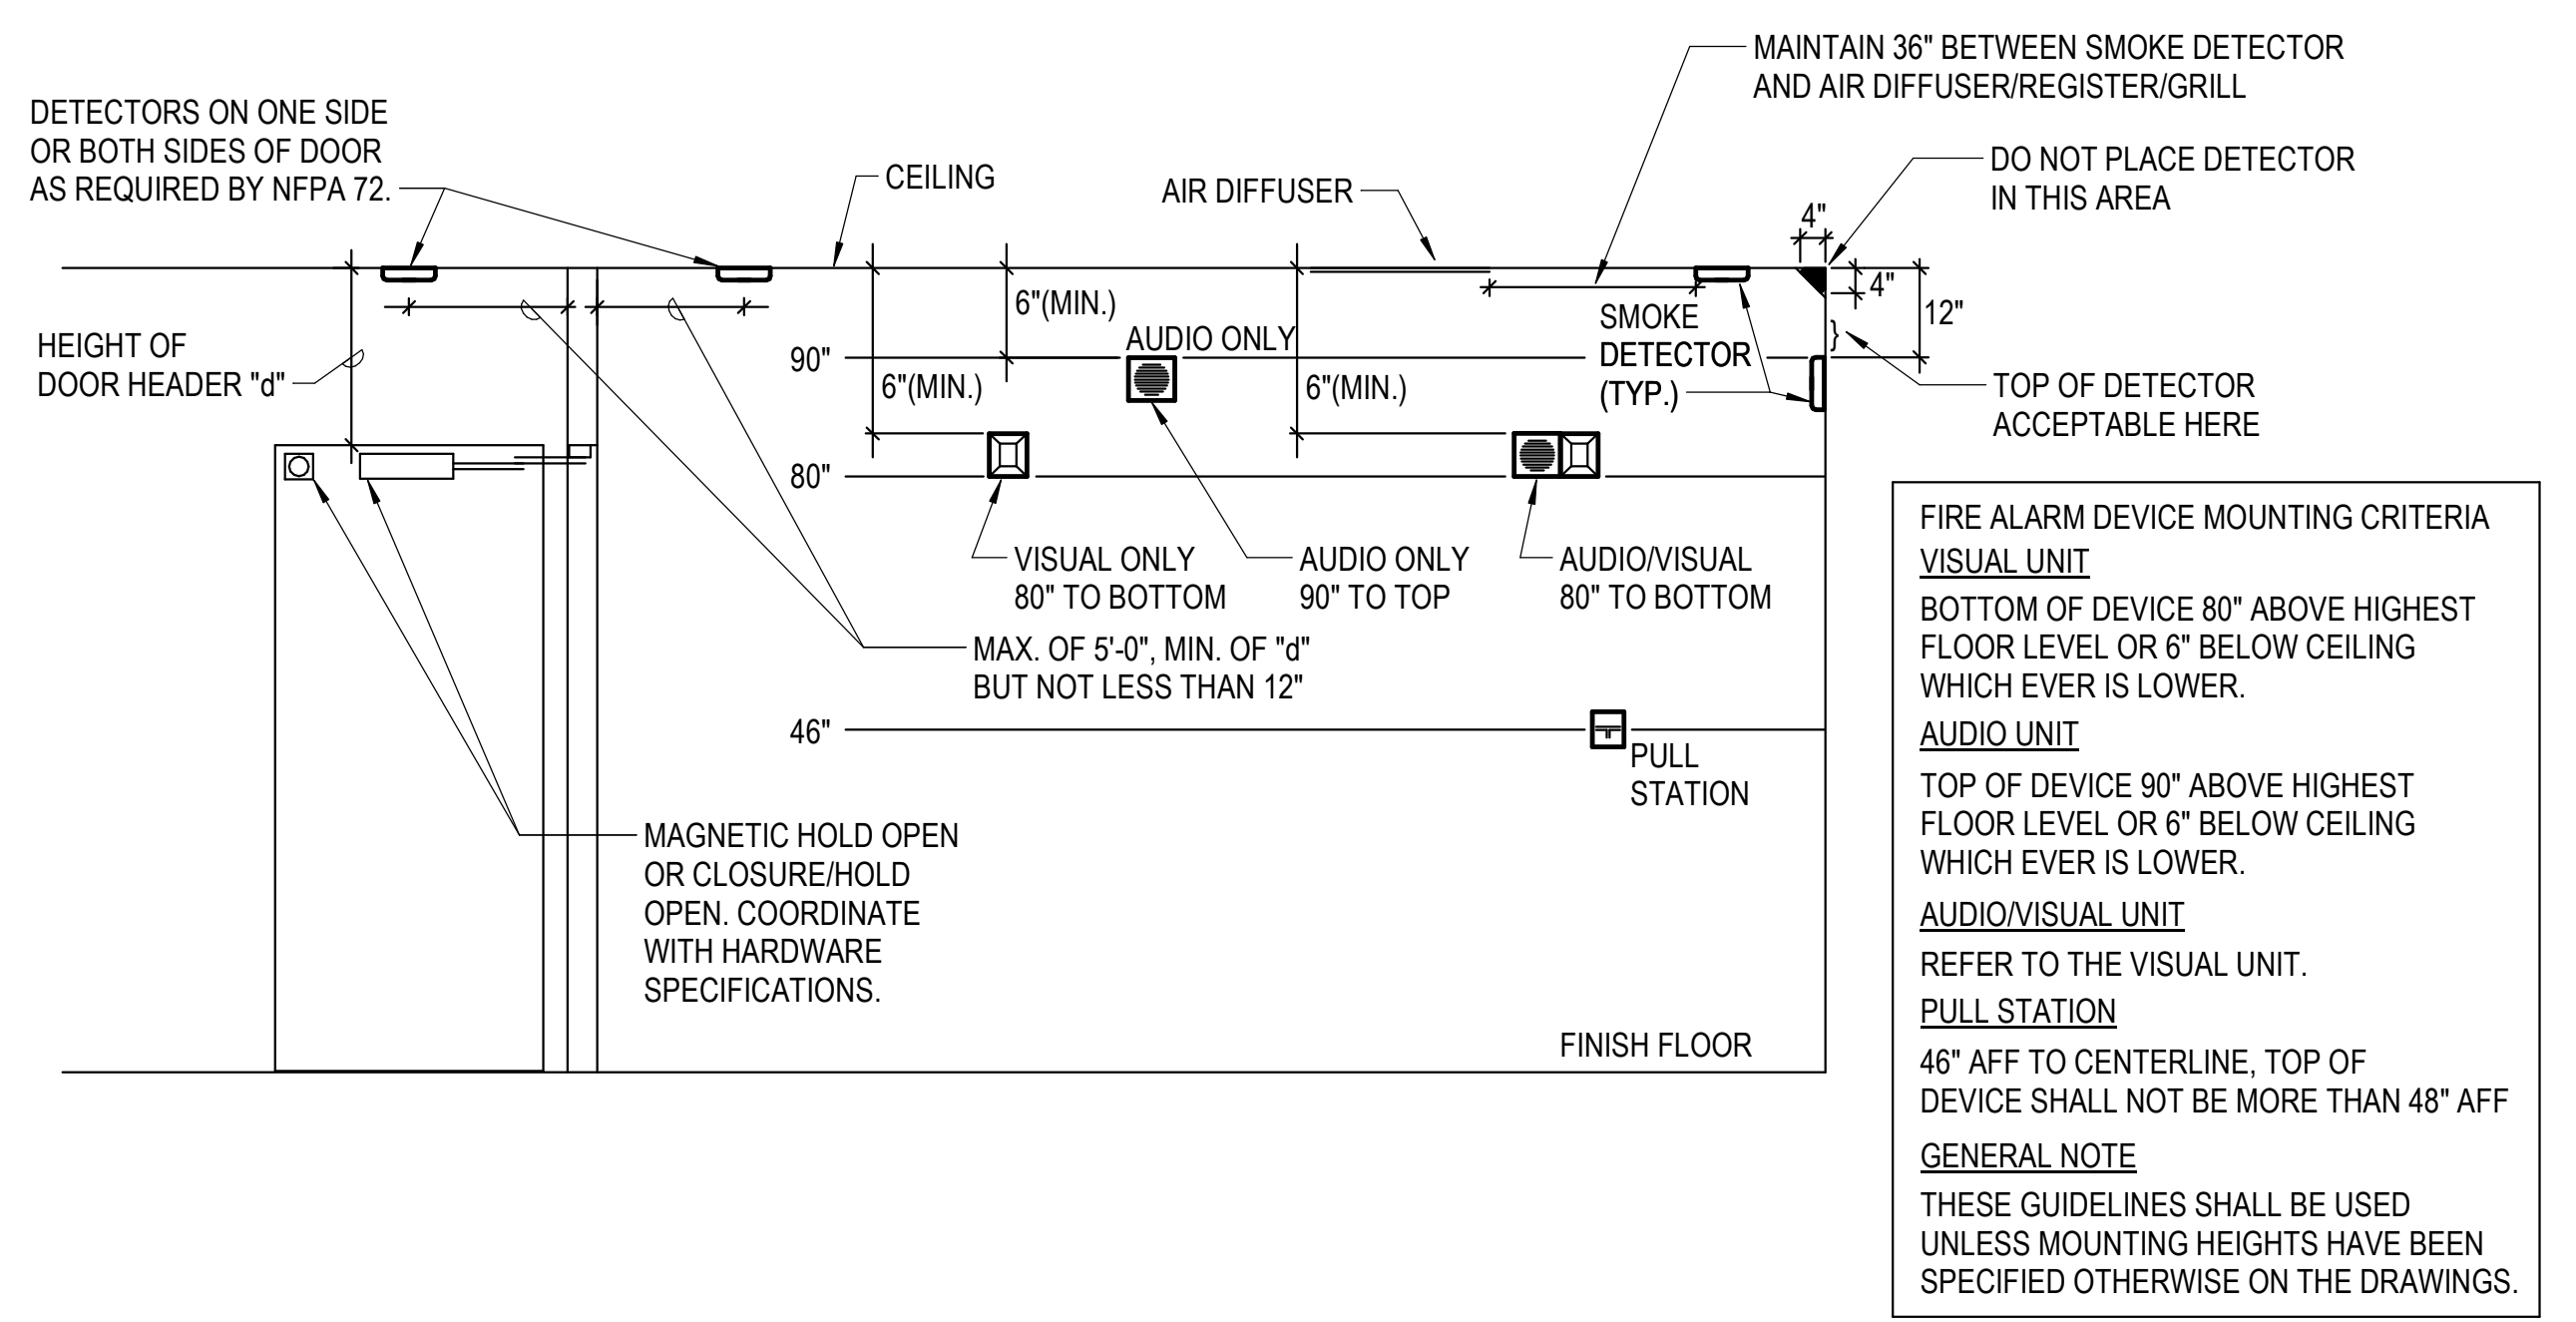 MAINTAIN 36" BETWEEN SMOKE DETECTOR
AND AIR DIFFUSER/REGISTER/GRILL
DETECTORS ON ONE SIDE
OR BOTH SIDES OF DOOR
AS REQUIRED BY NFPA 72.
CEILING
AIR DIFFUSER
DO NOT PLACE DETECTOR
IN THIS AREA
4"
4"
12"
6"(MIN.)
AUDIO ONLY
SMOKE
DETECTOR
(TYP.)
}
HEIGHT OF
DOOR HEADER "d"
90"
6"(MIN.)
6"(MIN.)
TOP OF DETECTOR
ACCEPTABLE HERE
80"
VISUAL ONLY
80" TO BOTTOM
AUDIO ONLY
90" TO TOP
AUDIO/VISUAL
80" TO BOTTOM
MAX. OF 5'-0", MIN. OF "d"
BUT NOT LESS THAN 12"
46"
PULL
STATION
MAGNETIC HOLD OPEN
OR CLOSURE/HOLD
OPEN. COORDINATE
WITH HARDWARE
SPECIFICATIONS.
FINISH FLOOR
FIRE ALARM DEVICE MOUNTING CRITERIA
VISUAL UNIT
BOTTOM OF DEVICE 80" ABOVE HIGHEST
FLOOR LEVEL OR 6" BELOW CEILING
WHICH EVER IS LOWER.
AUDIO UNIT
TOP OF DEVICE 90" ABOVE HIGHEST
FLOOR LEVEL OR 6" BELOW CEILING
WHICH EVER IS LOWER.
AUDIO/VISUAL UNIT
REFER TO THE VISUAL UNIT.
PULL STATION
46" AFF TO CENTERLINE, TOP OF
DEVICE SHALL NOT BE MORE THAN 48" AFF
GENERAL NOTE
THESE GUIDELINES SHALL BE USED
UNLESS MOUNTING HEIGHTS HAVE BEEN
SPECIFIED OTHERWISE ON THE DRAWINGS.